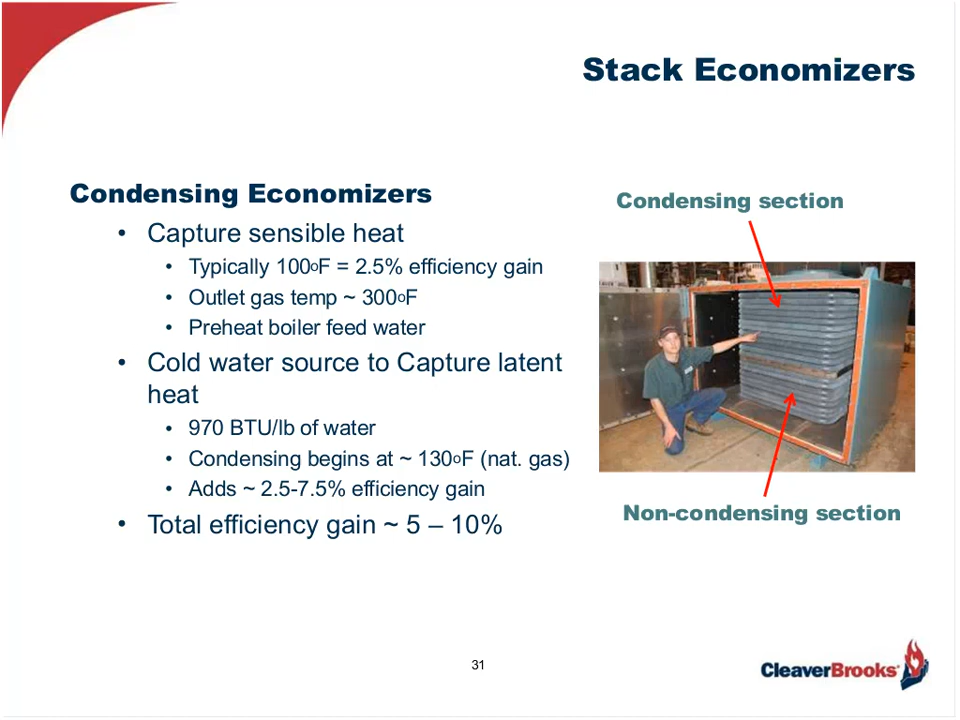 Stack Economizers
Condensing Economizers
• Capture sensible heat
• Typically 100oF = 2.5% efficiency gain
• Outlet gas temp ~ 300oF
• Preheat boiler feed water
• Cold water source to Capture latent
heat
• 970 BTU/lb of water
• Condensing begins at ~ 130oF (nat. gas)
• Adds ~ 2.5-7.5% efficiency gain
• Total efficiency gain ~ 5 – 10%
Condensing section
Non-condensing section
31
CleaverBrooks